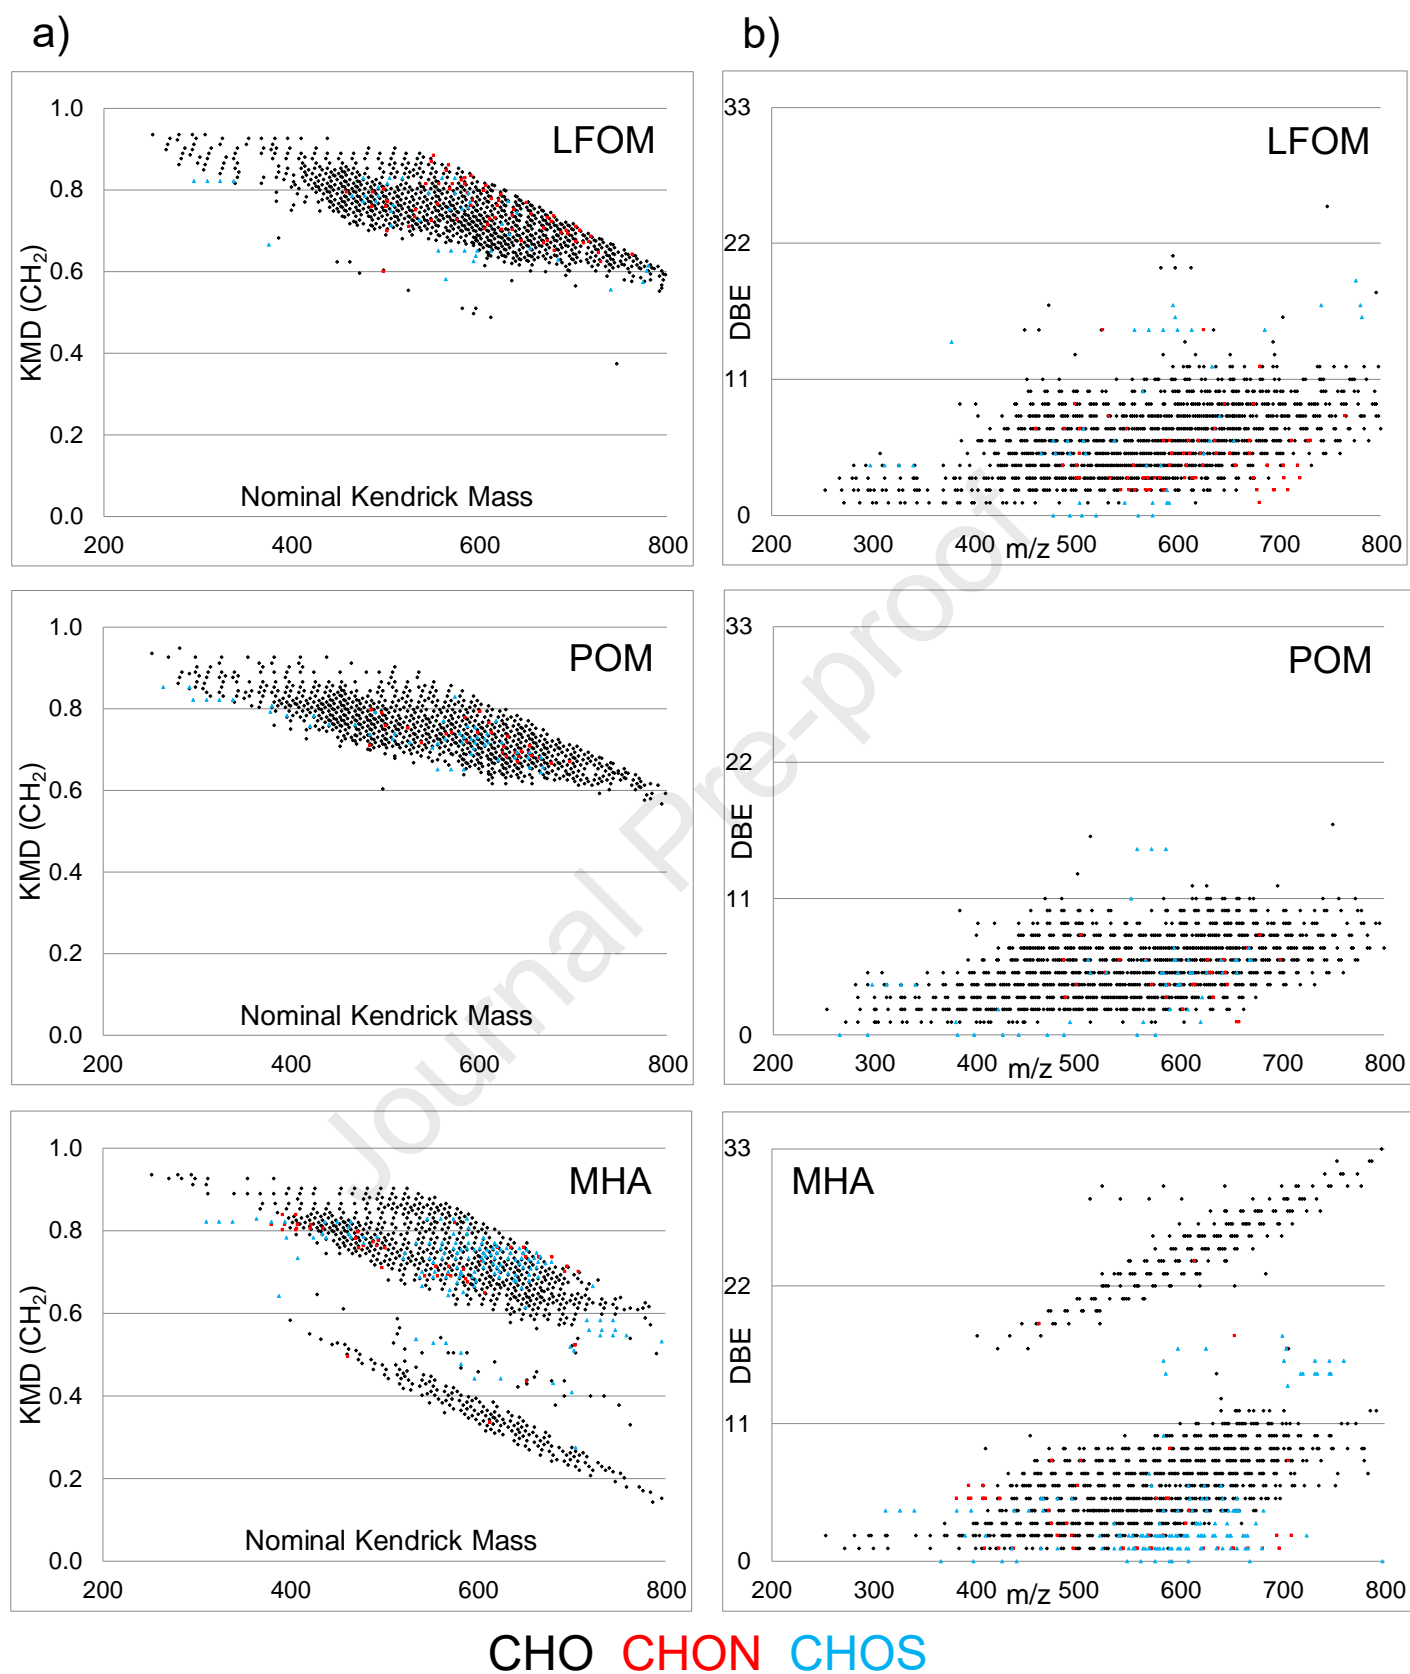 a)
b)
1.0
0.8
0.6
0.4
0.2
0.0
KMD (CH2)
LFOM
Nominal Kendrick Mass
200 400 600 800
33
22
11
0
DBE
LFOM
200 300 400 500 600 700 800
m/z
1.0
0.8
0.6
0.4
0.2
0.0
KMD (CH2)
POM
Nominal Kendrick Mass
200 400 600 800
33
22
11
0
DBE
POM
200 300 400 500 600 700 800
m/z
1.0
0.8
0.6
0.4
0.2
0.0
KMD (CH2)
MHA
Nominal Kendrick Mass
200 400 600 800
33
22
11
0
DBE
MHA
200 300 400 500 600 700 800
m/z
CHO CHON CHOS
Journal Pre-proof